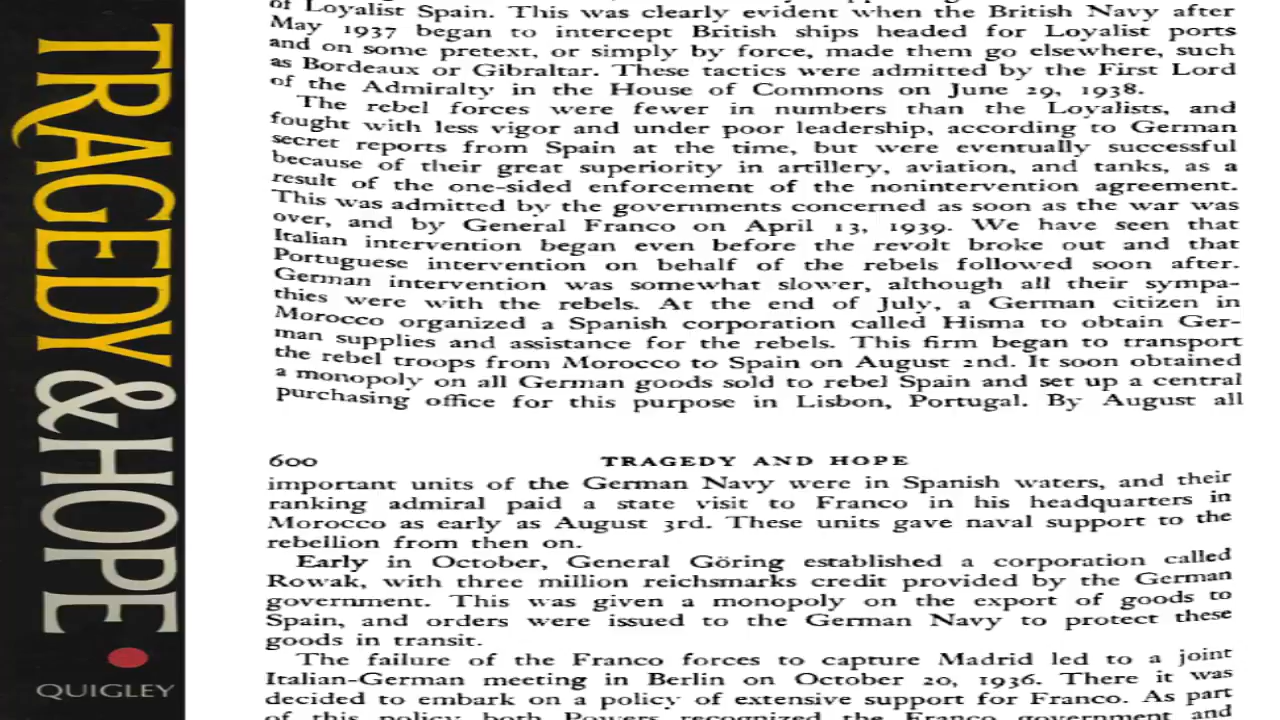 TRAGEDY & HOPE
QUIGLEY
of Loyalist Spain. This was clearly evident when the British Navy after
May 1937 began to intercept British ships headed for Loyalist ports
and on some pretext, or simply by force, made them go elsewhere, such
as Bordeaux or Gibraltar. These tactics were admitted by the First Lord
of the Admiralty in the House of Commons on June 29, 1938.
The rebel forces were fewer in numbers than the Loyalists, and
fought with less vigor and under poor leadership, according to German
secret reports from Spain at the time, but were eventually successful
because of their great superiority in artillery, aviation, and tanks, as a
result of the one-sided enforcement of the nonintervention agreement.
This was admitted by the governments concerned as soon as the war was
over, and by General Franco on April 13, 1939. We have seen that
Italian intervention began even before the revolt broke out and that
Portuguese intervention on behalf of the rebels followed soon after.
German intervention was somewhat slower, although all their sympa-
thies were with the rebels. At the end of July, a German citizen in
Morocco organized a Spanish corporation called Hisma to obtain Ger-
man supplies and assistance for the rebels. This firm began to transport
the rebel troops from Morocco to Spain on August 2nd. It soon obtained
a monopoly on all German goods sold to rebel Spain and set up a central
purchasing office for this purpose in Lisbon, Portugal. By August all
600 TRAGEDY AND HOPE
important units of the German Navy were in Spanish waters, and their
ranking admiral paid a state visit to Franco in his headquarters in
Morocco as early as August 3rd. These units gave naval support to the
rebellion from then on.
Early in October, General Göring established a corporation called
Rowak, with three million reichsmarks credit provided by the German
government. This was given a monopoly on the export of goods to
Spain, and orders were issued to the German Navy to protect these
goods in transit.
The failure of the Franco forces to capture Madrid led to a joint
Italian-German meeting in Berlin on October 20, 1936. There it was
decided to embark on a policy of extensive support for Franco. As part
of this policy both Powers recognized the Franco government and